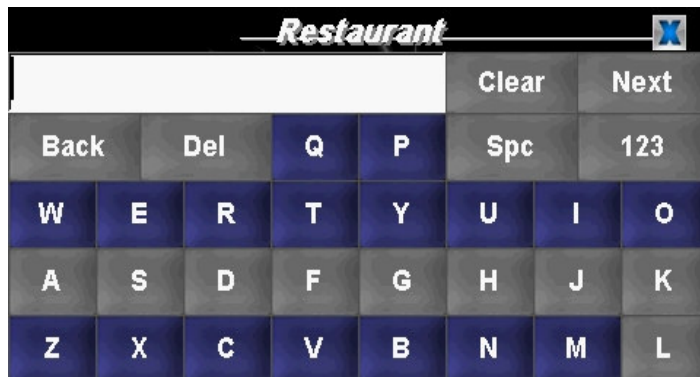 Restaurant X
Clear Next
Back Del Q P Spc 123
W E R T Y U I O
A S D F G H J K
Z X C V B N M L